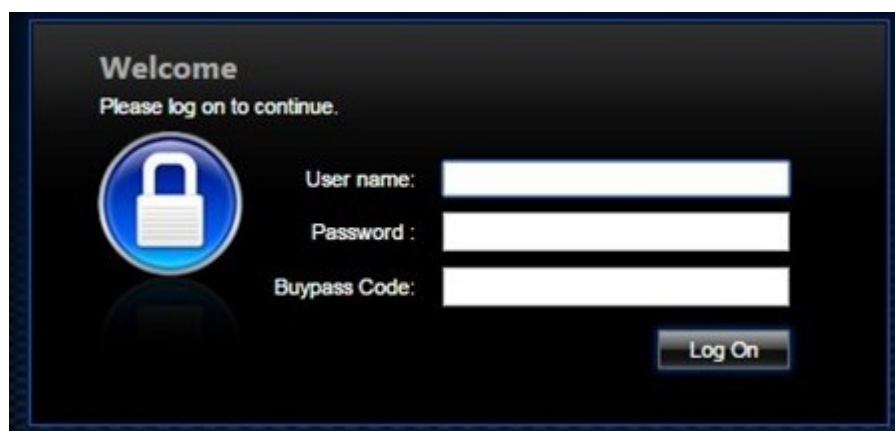 Welcome
Please log on to continue.
User name:
Password :
Buypass Code:
Log On